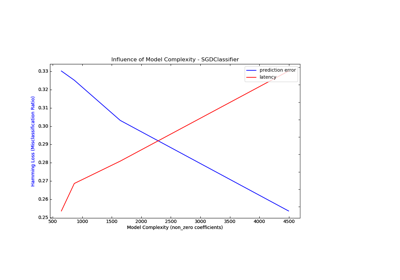 Influence of Model Complexity - SGDClassifier
prediction error
latency
0.33
0.32
0.31
0.30
0.29
0.28
0.27
0.26
0.25
Hamming Loss (Misclassification Ratio)
500 1000 1500 2000 2500 3000 3500 4000 4500
Model Complexity (non_zero coefficients)